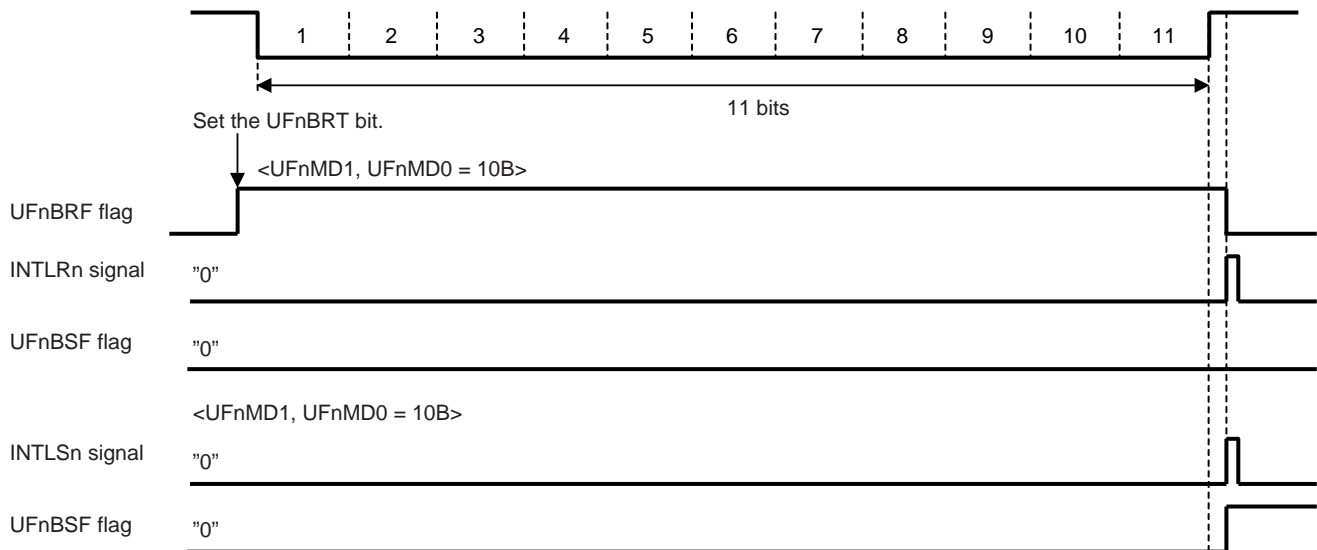 1 2 3 4 5 6 7 8 9 10 11
11 bits
Set the UFnBRT bit.
<UFnMD1, UFnMD0 = 10B>
UFnBRF flag
INTLRn signal ”0”
UFnBSF flag ”0”
<UFnMD1, UFnMD0 = 10B>
INTLSn signal ”0”
UFnBSF flag ”0”